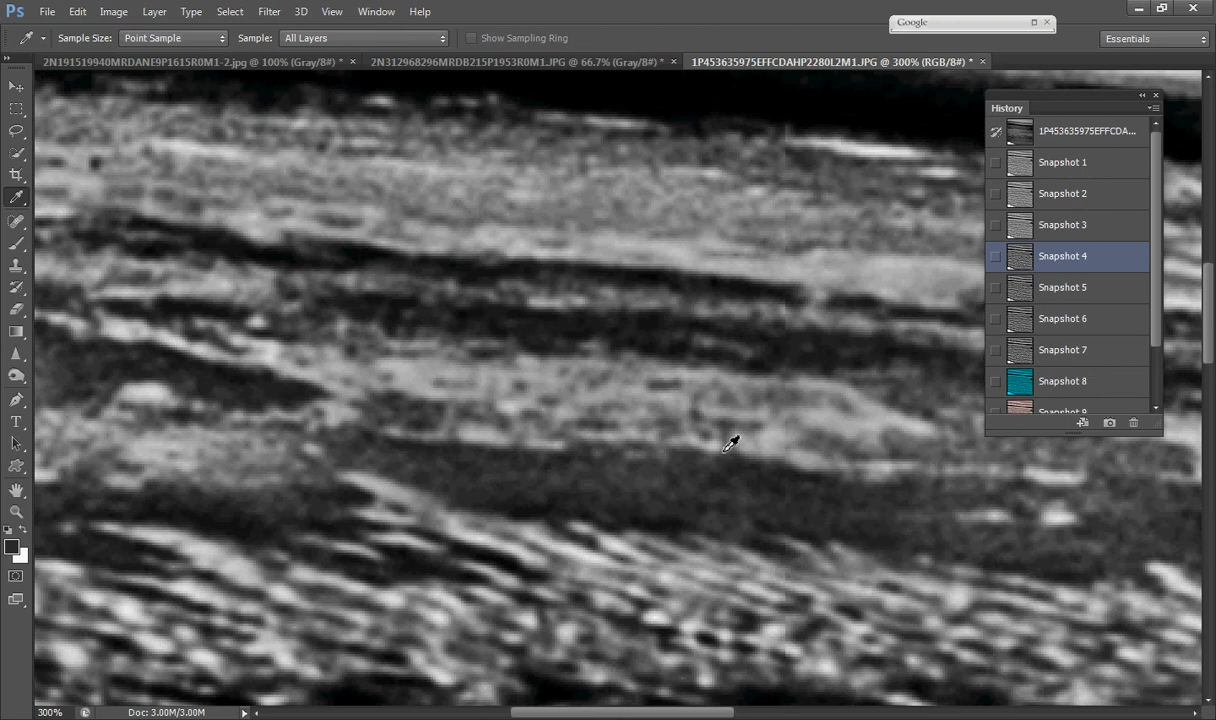 Ps File Edit Image Layer Type Select Filter 3D View Window Help
Google
Sample Size: Point Sample Sample: All Layers Show Sampling Ring Essentials
2N191519940MRDANE9P1615R0M1-2.jpg @ 100% (Gray/8#) * 2N312968296MRDB215P1953R0M1.JPG @ 66.7% (Gray/8#) * 1P453635975EFFCDAHP2280L2M1.JPG @ 300% (RGB/8#) *
History
1P453635975EFFCDA...
Snapshot 1
Snapshot 2
Snapshot 3
Snapshot 4
Snapshot 5
Snapshot 6
Snapshot 7
Snapshot 8
Snapshot 9
300% Doc: 3.00M/3.00M